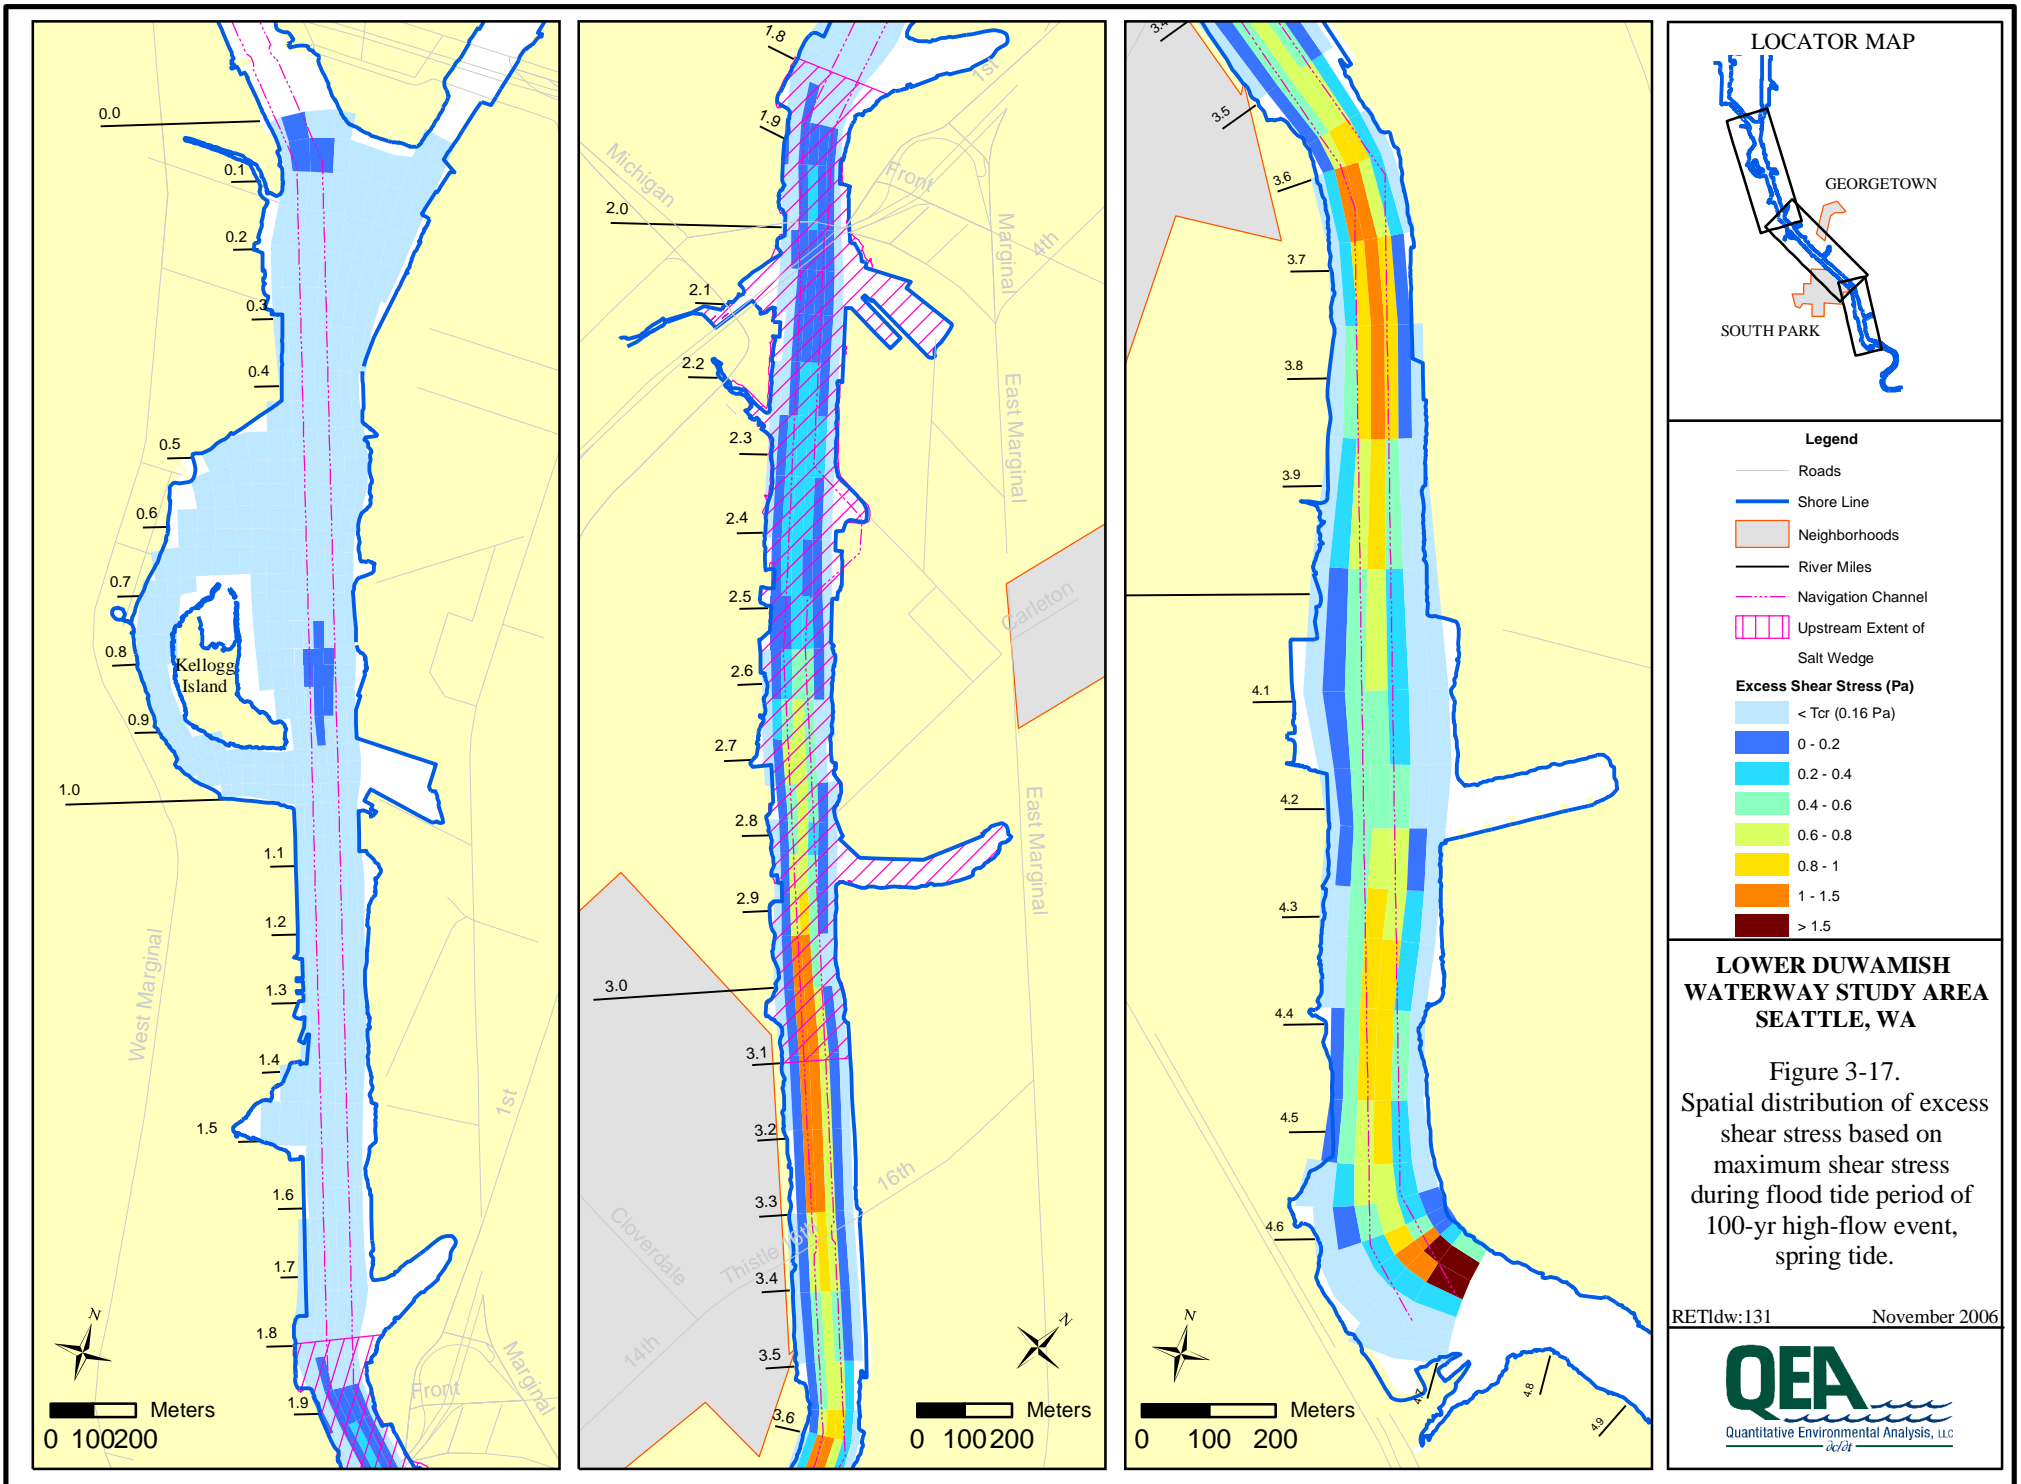 0.0
0.1
0.2
0.3
0.4
0.5
0.6
0.7
0.8
Kellogg
Island
0.9
1.0
1.1
1.2
1.3
1.4
1.5
1.6
1.7
1.8
1.9
West Marginal
1st
Front
Marginal
N
Meters
0 100 200
1.8
1.9
2.0
2.1
2.2
2.3
2.4
2.5
2.6
2.7
2.8
2.9
3.0
3.1
3.2
3.3
3.4
3.5
3.6
Michigan
1st
Front
Marginal
4th
East Marginal
Carleton
East Marginal
16th
Thistle 16th
Cloverdale
14th
N
Meters
0 100 200
3.4
3.5
3.6
3.7
3.8
3.9
4.1
4.2
4.3
4.4
4.5
4.6
4.7
4.8
4.9
N
Meters
0 100 200
LOCATOR MAP
GEORGETOWN
SOUTH PARK
Legend
Roads
Shore Line
Neighborhoods
River Miles
Navigation Channel
Upstream Extent of
Salt Wedge
Excess Shear Stress (Pa)
< Tcr (0.16 Pa)
0 - 0.2
0.2 - 0.4
0.4 - 0.6
0.6 - 0.8
0.8 - 1
1 - 1.5
> 1.5
LOWER DUWAMISH
WATERWAY STUDY AREA
SEATTLE, WA
Figure 3-17.
Spatial distribution of excess
shear stress based on
maximum shear stress
during flood tide period of
100-yr high-flow event,
spring tide.
RETldw:131 November 2006
QEA
Quantitative Environmental Analysis, LLC
∂c/∂t